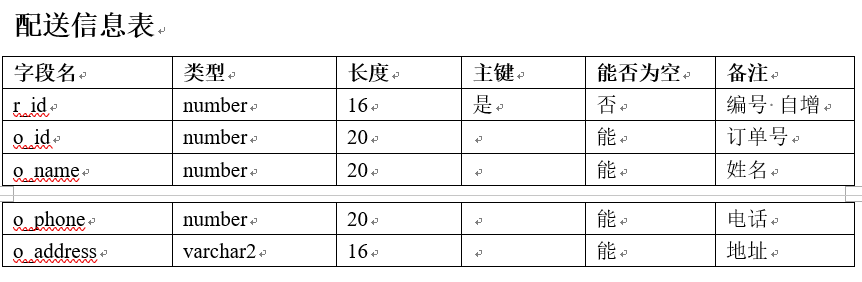 配送信息表
字段名 类型 长度 主键 能否为空 备注
r_id number 16 是 否 编号 自增
o_id number 20 能 订单号
o_name number 20 能 姓名
o_phone number 20 能 电话
o_address varchar2 16 能 地址